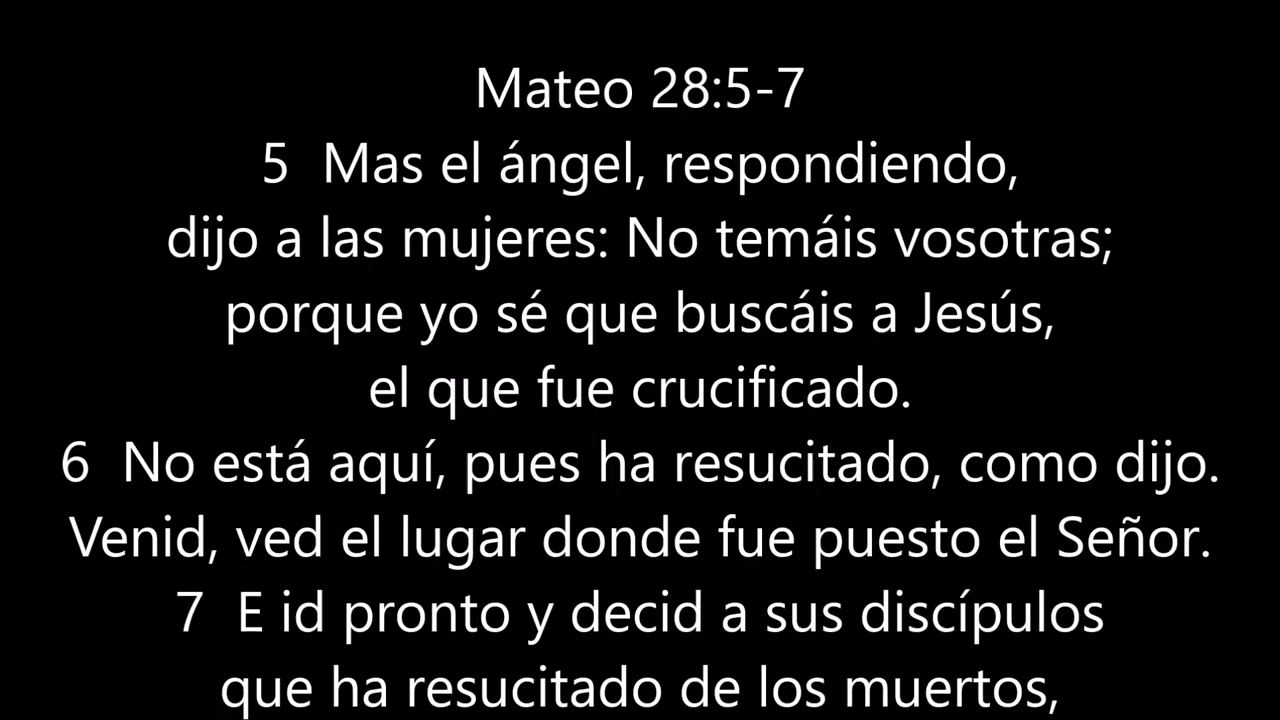 Mateo 28:5-7
5 Mas el ángel, respondiendo,
dijo a las mujeres: No temáis vosotras;
porque yo sé que buscáis a Jesús,
el que fue crucificado.
6 No está aquí, pues ha resucitado, como dijo.
Venid, ved el lugar donde fue puesto el Señor.
7 E id pronto y decid a sus discípulos
que ha resucitado de los muertos,